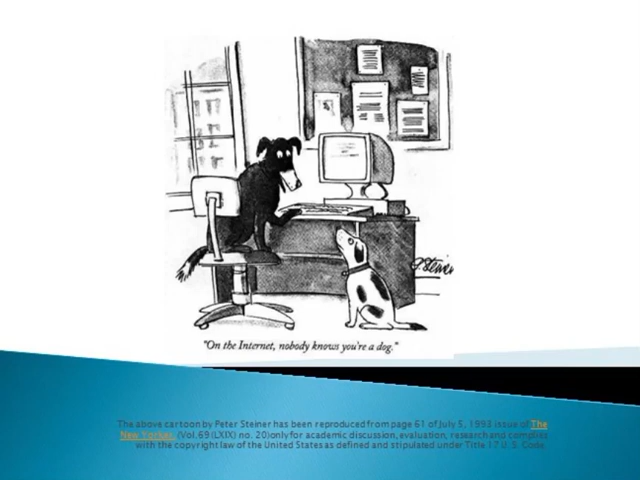 P. Steiner
"On the Internet, nobody knows you're a dog."
The above cartoon by Peter Steiner has been reproduced from page 61 of July 5, 1993 issue of The
New Yorker, (Vol.69 (LXIX) no. 20)only for academic discussion, evaluation, research and complies
with the copyright law of the United States as defined and stipulated under Title 17 U. S. Code.